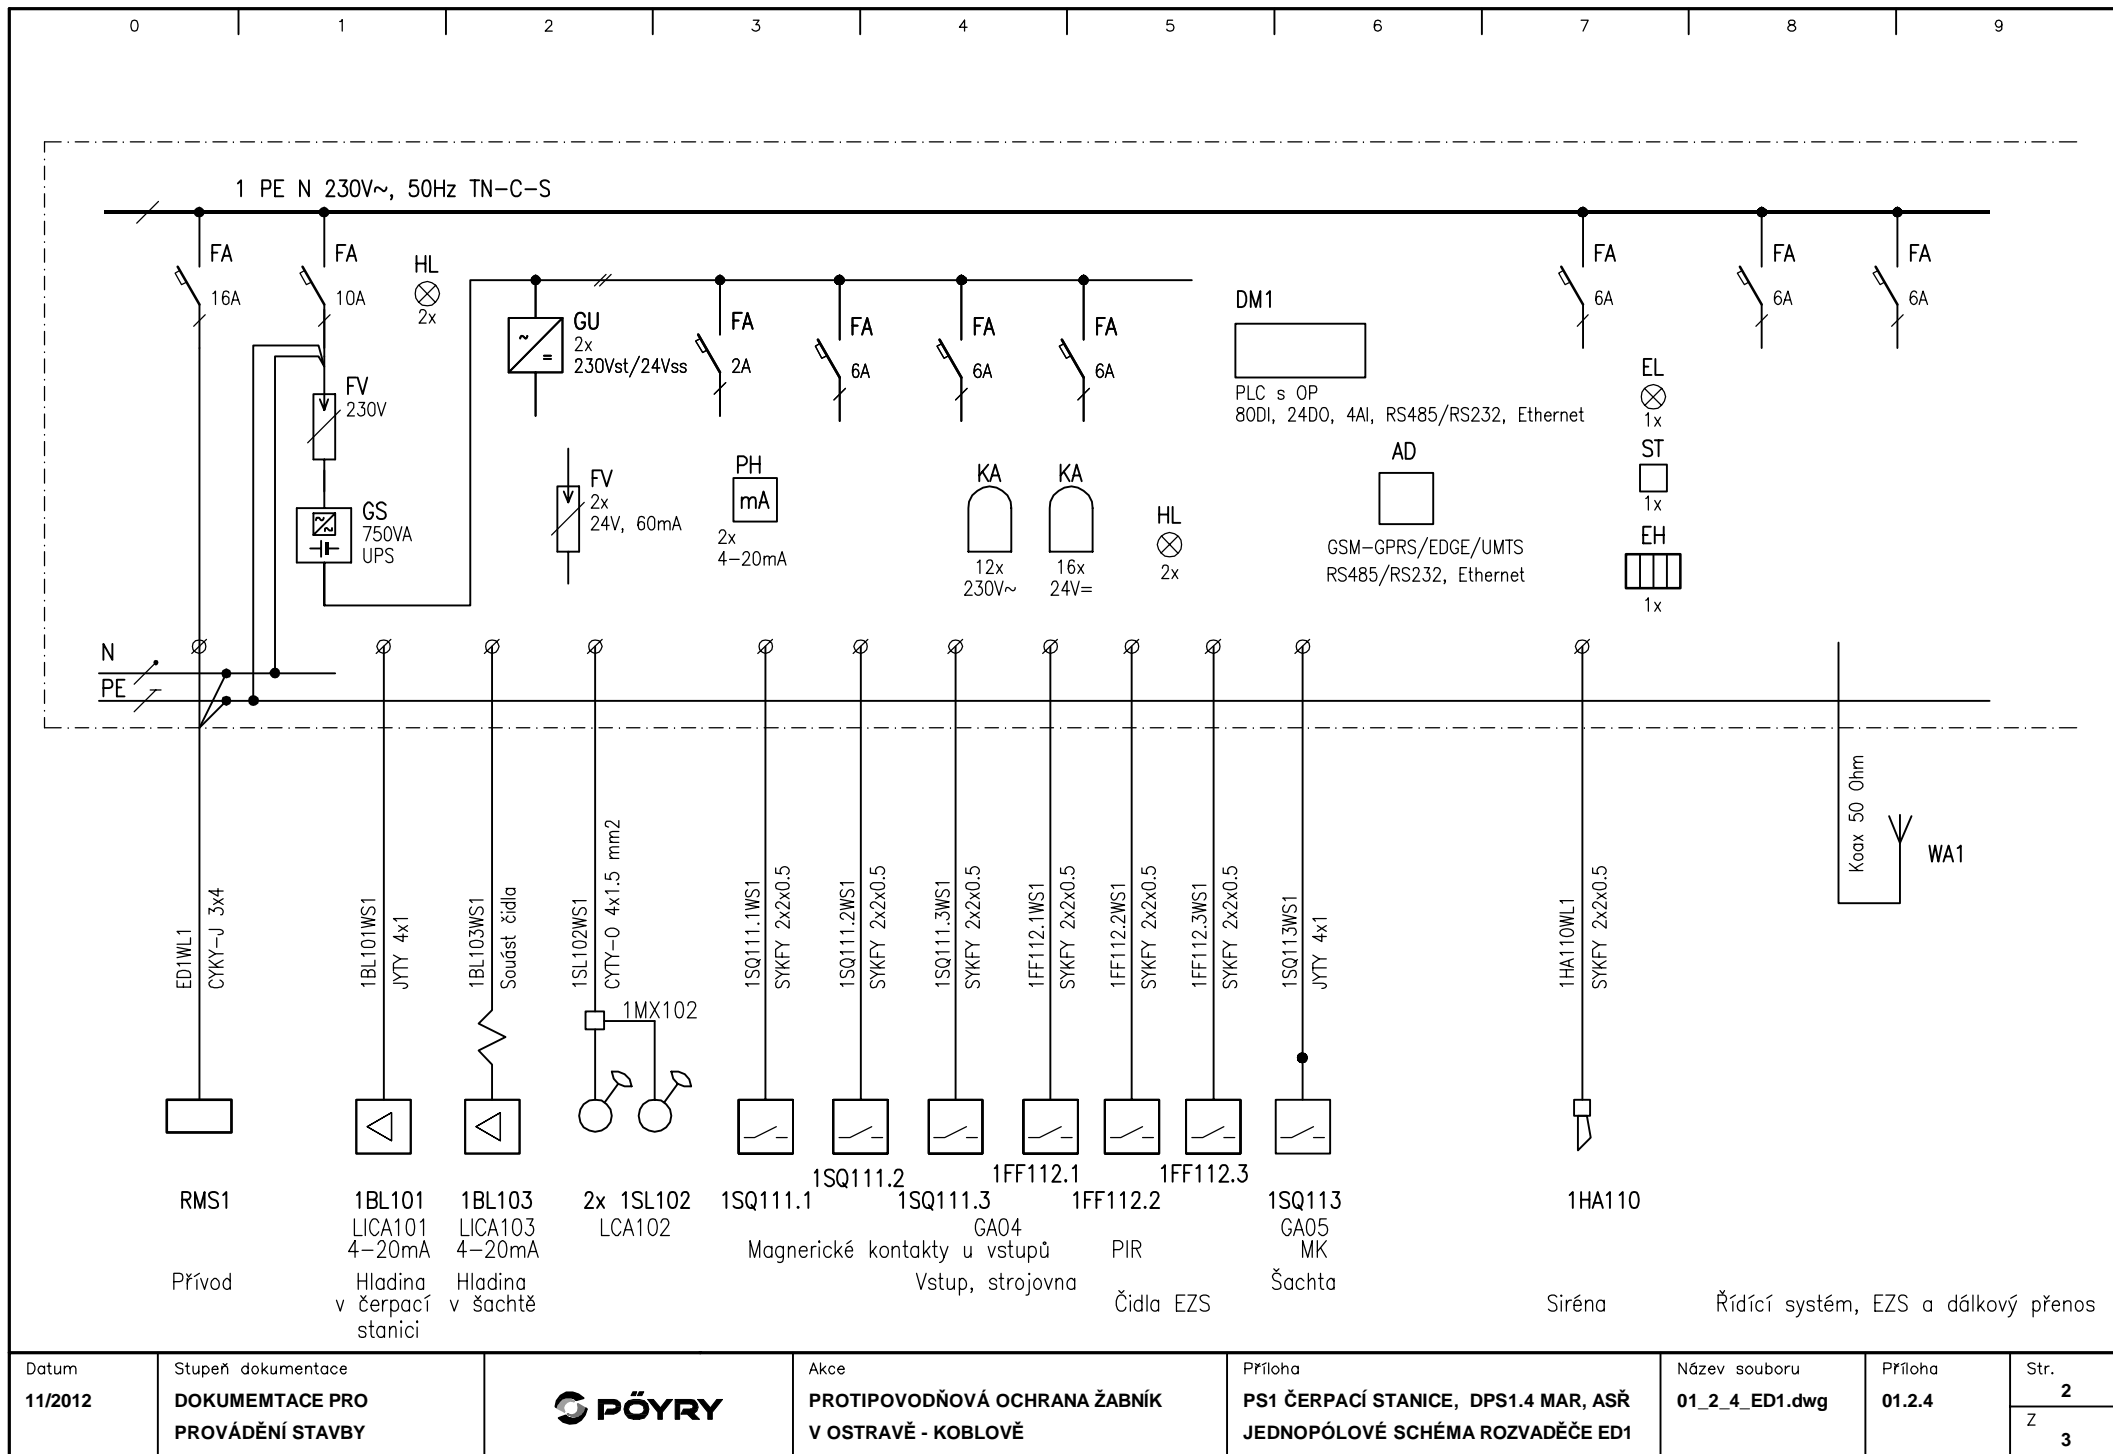 0 1 2 3 4 5 6 7 8 9
1 PE N 230V~, 50Hz TN-C-S
FA
16A
FA
10A
HL
2x
FV
230V
GS
750VA
UPS
GU
2x
230Vst/24Vss
FV
2x
24V, 60mA
FA
2A
FA
6A
FA
6A
FA
6A
PH
mA
2x
4-20mA
KA
12x
230V~
KA
16x
24V=
HL
2x
DM1
PLC s OP
80DI, 24DO, 4AI, RS485/RS232, Ethernet
AD
GSM-GPRS/EDGE/UMTS
RS485/RS232, Ethernet
FA
6A
FA
6A
FA
6A
EL
1x
ST
1x
EH
1x
N
PE
ED1WL1
CYKY-J 3x4
1BL101WS1
JYTY 4x1
1BL103WS1
Souást čidla
1SL102WS1
CYTY-O 4x1.5 mm2
1MX102
1SQ111.1WS1
SYKFY 2x2x0.5
1SQ111.2WS1
SYKFY 2x2x0.5
1SQ111.3WS1
SYKFY 2x2x0.5
1FF112.1WS1
SYKFY 2x2x0.5
1FF112.2WS1
SYKFY 2x2x0.5
1FF112.3WS1
SYKFY 2x2x0.5
1SQ113WS1
JYTY 4x1
1HA110WL1
SYKFY 2x2x0.5
Koax 50 Ohm
WA1
RMS1
Přívod
1BL101
LICA101
4-20mA
Hladina
v čerpací
stanici
1BL103
LICA103
4-20mA
Hladina
v šachtě
2x 1SL102
LCA102
1SQ111.1
1SQ111.2
1SQ111.3
1FF112.1
1FF112.2
1FF112.3
GA04
Magnerické kontakty u vstupů
PIR
Vstup, strojovna
Čidla EZS
1SQ113
GA05
MK
Šachta
1HA110
Siréna
Řídící systém, EZS a dálkový přenos
Datum
11/2012
Stupeň dokumentace
DOKUMEMTACE PRO
PROVÁDĚNÍ STAVBY
PÖYRY
Akce
PROTIPOVODŇOVÁ OCHRANA ŽABNÍK
V OSTRAVĚ - KOBLOVĚ
Příloha
PS1 ČERPACÍ STANICE, DPS1.4 MAR, ASŘ
JEDNOPÓLOVÉ SCHÉMA ROZVADĚČE ED1
Název souboru
01_2_4_ED1.dwg
Příloha
01.2.4
Str.
2
Z
3